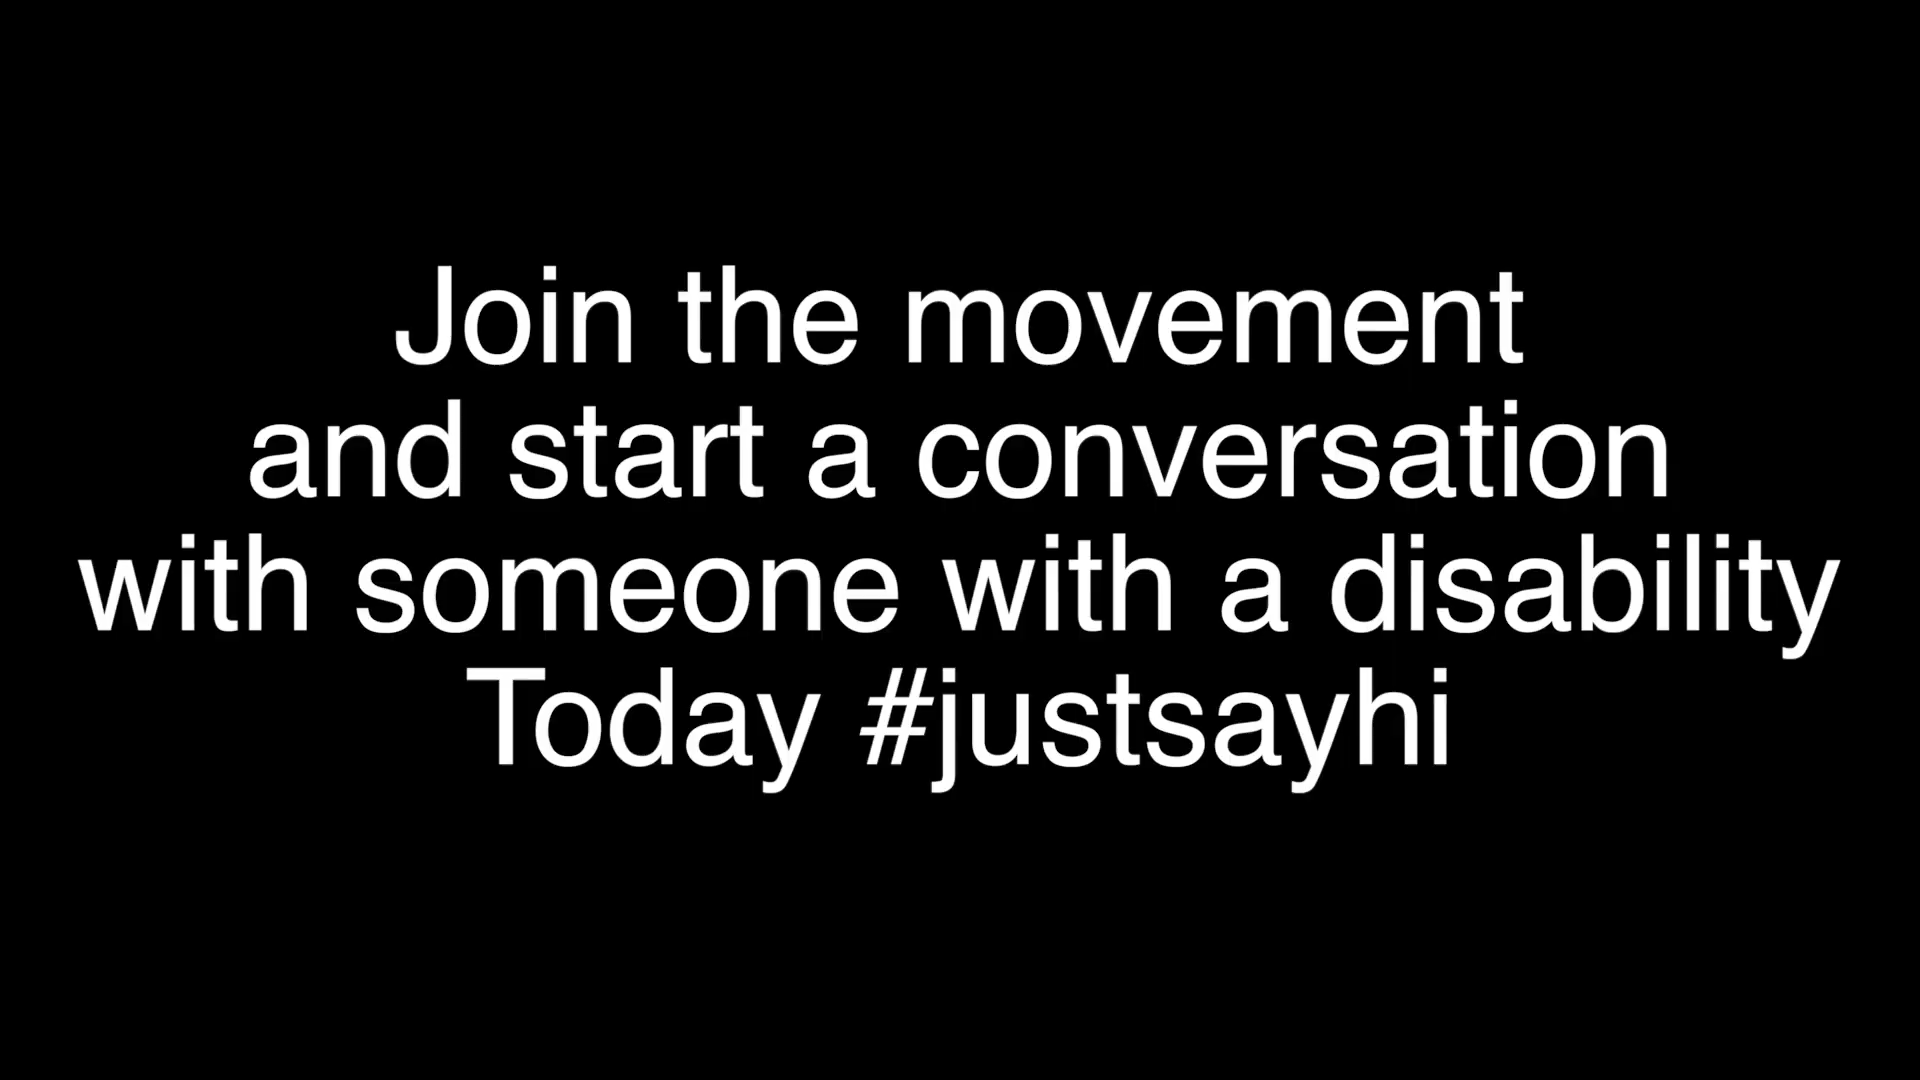 Join the movement
and start a conversation
with someone with a disability
Today #justsayhi